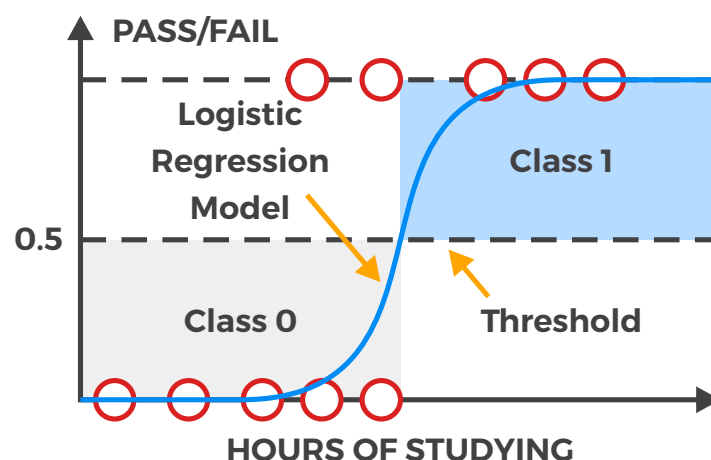 PASS/FAIL
Logistic
Regression
Model
Class 1
0.5
Class 0
Threshold
HOURS OF STUDYING